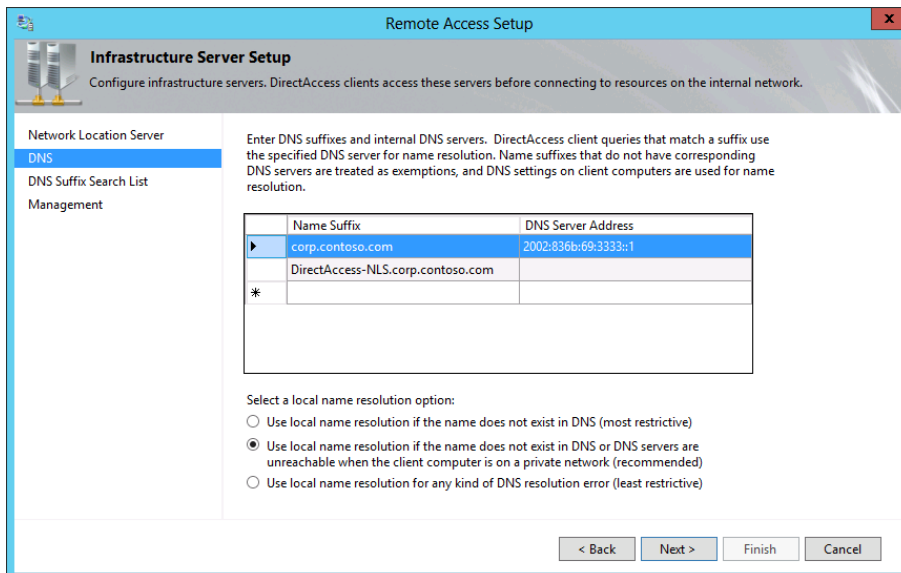 Remote Access Setup
x
Infrastructure Server Setup
Configure infrastructure servers. DirectAccess clients access these servers before connecting to resources on the internal network.
Network Location Server
DNS
DNS Suffix Search List
Management
Enter DNS suffixes and internal DNS servers. DirectAccess client queries that match a suffix use
the specified DNS server for name resolution. Name suffixes that do not have corresponding
DNS servers are treated as exemptions, and DNS settings on client computers are used for name
resolution.
Name Suffix DNS Server Address
corp.contoso.com 2002:836b:69:3333::1
DirectAccess-NLS.corp.contoso.com
*
Select a local name resolution option:
Use local name resolution if the name does not exist in DNS (most restrictive)
Use local name resolution if the name does not exist in DNS or DNS servers are
unreachable when the client computer is on a private network (recommended)
Use local name resolution for any kind of DNS resolution error (least restrictive)
< Back Next > Finish Cancel